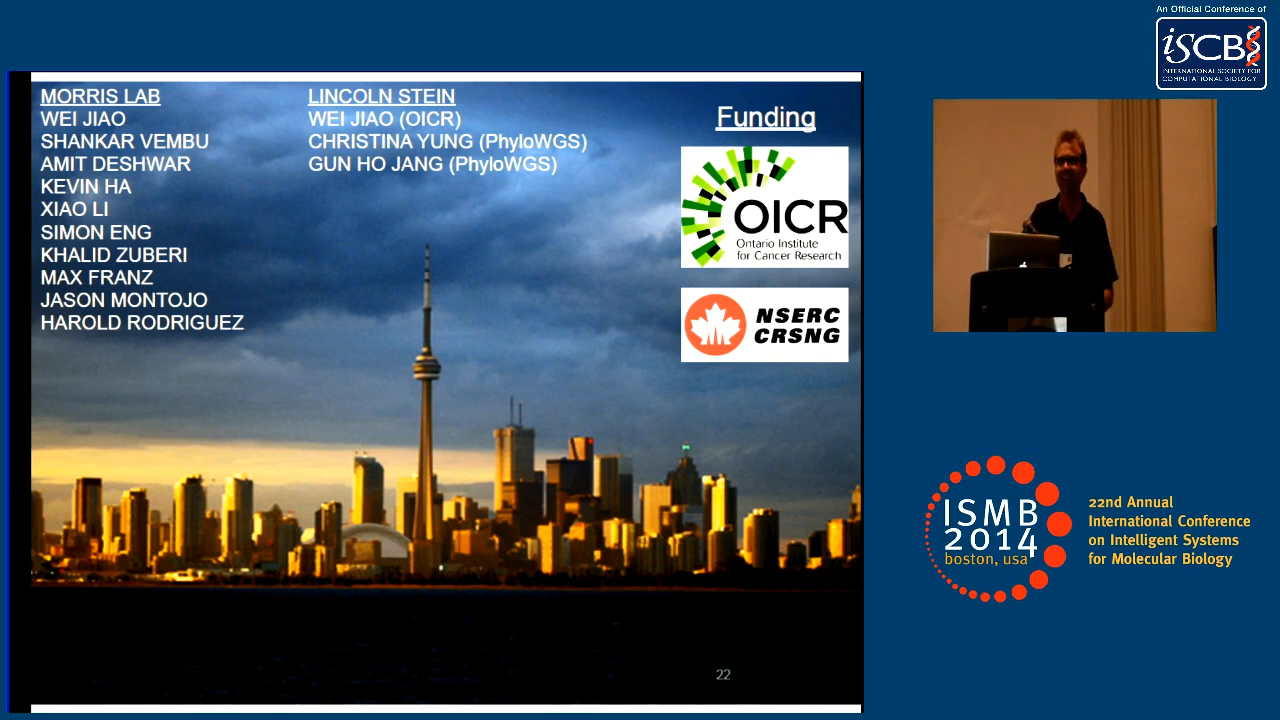 An Official Conference of
iSCB
INTERNATIONAL SOCIETY FOR
COMPUTATIONAL BIOLOGY
MORRIS LAB
WEI JIAO
SHANKAR VEMBU
AMIT DESHWAR
KEVIN HA
XIAO LI
SIMON ENG
KHALID ZUBERI
MAX FRANZ
JASON MONTOJO
HAROLD RODRIGUEZ
LINCOLN STEIN
WEI JIAO (OICR)
CHRISTINA YUNG (PhyloWGS)
GUN HO JANG (PhyloWGS)
Funding
OICR
Ontario Institute
for Cancer Research
NSERC
CRSNG
22
ISMB
2014
boston, usa
22nd Annual
International Conference
on Intelligent Systems
for Molecular Biology